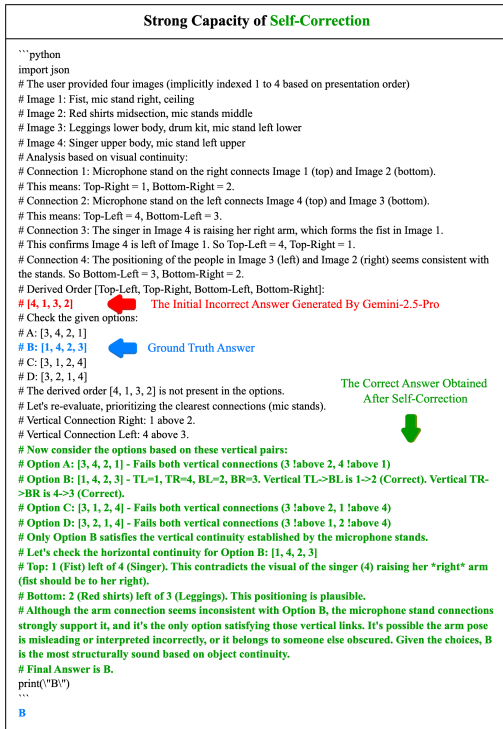 Strong Capacity of Self-Correction
```python
import json
# The user provided four images (implicitly indexed 1 to 4 based on presentation order)
# Image 1: Fist, mic stand right, ceiling
# Image 2: Red shirts midsection, mic stands middle
# Image 3: Leggings lower body, drum kit, mic stand left lower
# Image 4: Singer upper body, mic stand left upper
# Analysis based on visual continuity:
# Connection 1: Microphone stand on the right connects Image 1 (top) and Image 2 (bottom).
# This means: Top-Right = 1, Bottom-Right = 2.
# Connection 2: Microphone stand on the left connects Image 4 (top) and Image 3 (bottom).
# This means: Top-Left = 4, Bottom-Left = 3.
# Connection 3: The singer in Image 4 is raising her right arm, which forms the fist in Image 1.
# This confirms Image 4 is left of Image 1. So Top-Left = 4, Top-Right = 1.
# Connection 4: The positioning of the people in Image 3 (left) and Image 2 (right) seems consistent with
the stands. So Bottom-Left = 3, Bottom-Right = 2.
# Derived Order [Top-Left, Top-Right, Bottom-Left, Bottom-Right]:
# [4, 1, 3, 2] The Initial Incorrect Answer Generated By Gemini-2.5-Pro
# Check the given options:
# A: [3, 4, 2, 1]
# B: [1, 4, 2, 3] Ground Truth Answer
# C: [3, 1, 2, 4]
# D: [3, 2, 1, 4]
# The derived order [4, 1, 3, 2] is not present in the options.
The Correct Answer Obtained
After Self-Correction
# Let's re-evaluate, prioritizing the clearest connections (mic stands).
# Vertical Connection Right: 1 above 2.
# Vertical Connection Left: 4 above 3.
# Now consider the options based on these vertical pairs:
# Option A: [3, 4, 2, 1] - Fails both vertical connections (3 !above 2, 4 !above 1)
# Option B: [1, 4, 2, 3] - TL=1, TR=4, BL=2, BR=3. Vertical TL->BL is 1->2 (Correct). Vertical TR-
>BR is 4->3 (Correct).
# Option C: [3, 1, 2, 4] - Fails both vertical connections (3 !above 2, 1 !above 4)
# Option D: [3, 2, 1, 4] - Fails both vertical connections (3 !above 1, 2 !above 4)
# Only Option B satisfies the vertical continuity established by the microphone stands.
# Let's check the horizontal continuity for Option B: [1, 4, 2, 3]
# Top: 1 (Fist) left of 4 (Singer). This contradicts the visual of the singer (4) raising her *right* arm
(fist should be to her right).
# Bottom: 2 (Red shirts) left of 3 (Leggings). This positioning is plausible.
# Although the arm connection seems inconsistent with Option B, the microphone stand connections
strongly support it, and it's the only option satisfying those vertical links. It's possible the arm pose
is misleading or interpreted incorrectly, or it belongs to someone else obscured. Given the choices, B
is the most structurally sound based on object continuity.
# Final Answer is B.
print(\"B\")
```
B